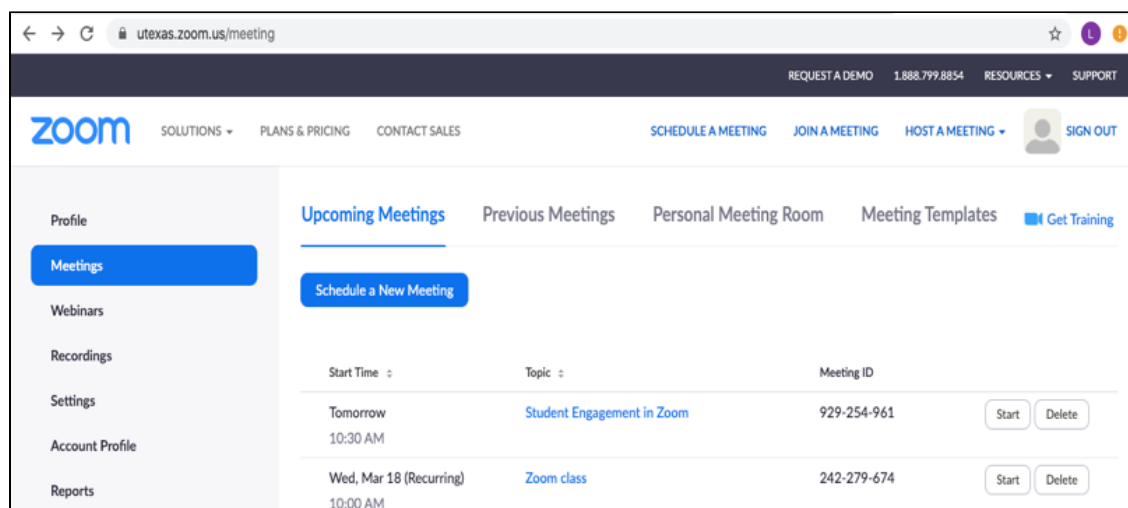 utexas.zoom.us/meeting
L
REQUEST A DEMO 1.888.799.8854 RESOURCES SUPPORT
zoom SOLUTIONS PLANS & PRICING CONTACT SALES SCHEDULE A MEETING JOIN A MEETING HOST A MEETING SIGN OUT
Profile
Meetings
Webinars
Recordings
Settings
Account Profile
Reports
Upcoming Meetings Previous Meetings Personal Meeting Room Meeting Templates Get Training
Schedule a New Meeting
Start Time Topic Meeting ID
Tomorrow Student Engagement in Zoom 929-254-961 Start Delete
10:30 AM
Wed, Mar 18 (Recurring) Zoom class 242-279-674 Start Delete
10:00 AM